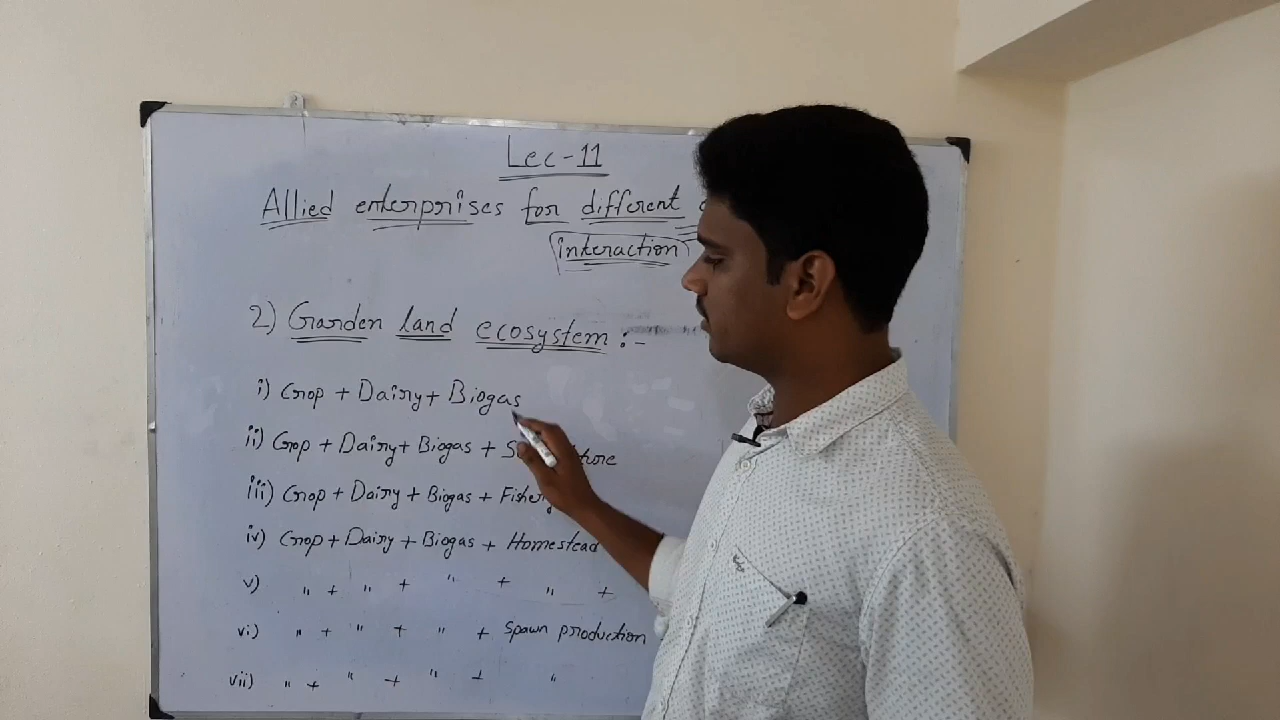 Lec-11
Allied enterprises for different
interaction
2) Garden land ecosystem :-
i) Crop + Dairy + Biogas
ii) Crop + Dairy + Biogas +
iii) Crop + Dairy + Biogas + Fishery
iv) Crop + Dairy + Biogas + Homestead
v) " + " + " + " +
vi) " + " + " + Spawn production
vii) " + " + " + "